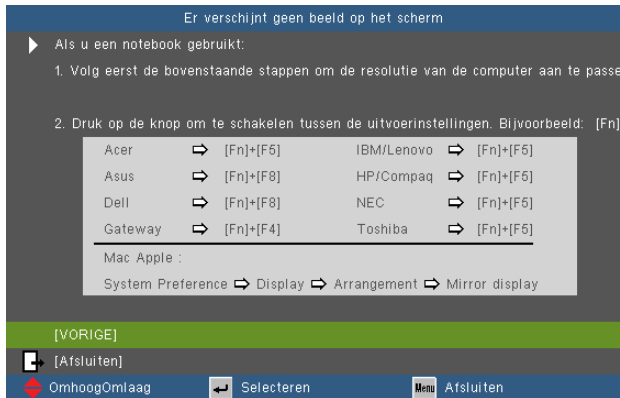 Er verschijnt geen beeld op het scherm
Als u een notebook gebruikt:
1. Volg eerst de bovenstaande stappen om de resolutie van de computer aan te passe
2. Druk op de knop om te schakelen tussen de uitvoerinstellingen. Bijvoorbeeld: [Fn]
Acer ⇨ [Fn]+[F5] IBM/Lenovo ⇨ [Fn]+[F5]
Asus ⇨ [Fn]+[F8] HP/Compaq ⇨ [Fn]+[F5]
Dell ⇨ [Fn]+[F8] NEC ⇨ [Fn]+[F5]
Gateway ⇨ [Fn]+[F4] Toshiba ⇨ [Fn]+[F5]
Mac Apple :
System Preference ⇨ Display ⇨ Arrangement ⇨ Mirror display
[VORIGE]
[Afsluiten]
OmhoogOmlaag Selecteren Menu Afsluiten